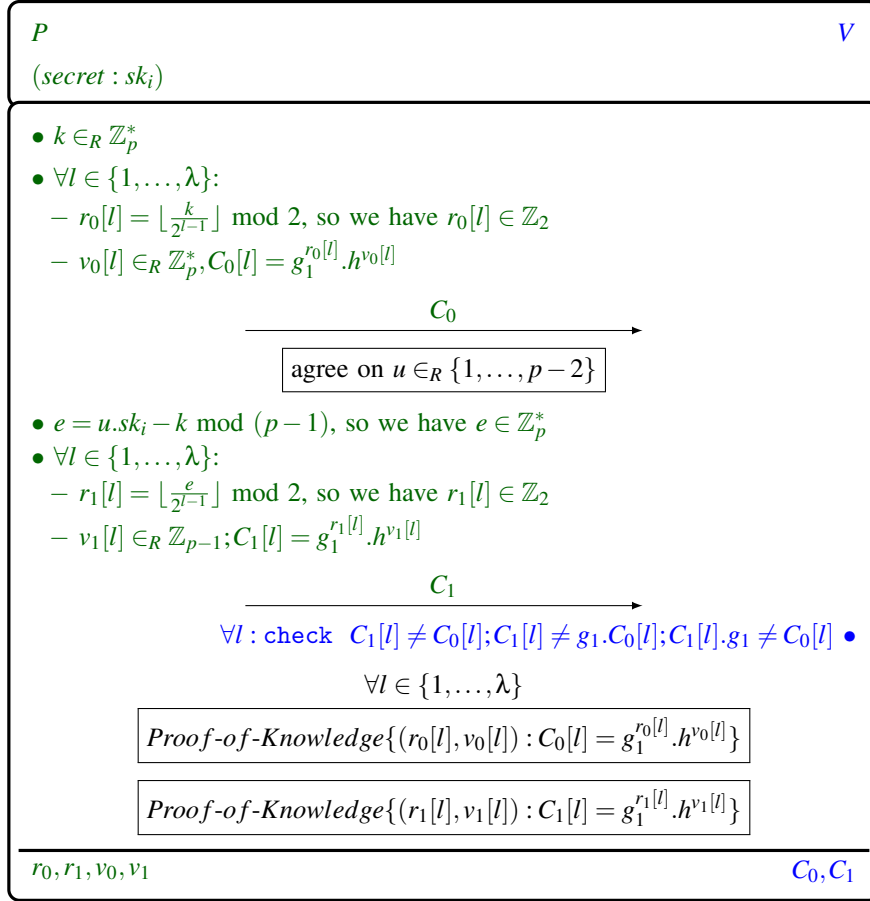 P V
(secret : sk_i)
• k ∈_R ℤ_p^*
• ∀l ∈ {1,…,λ}:
– r_0[l] = ⌊k/2^{l−1}⌋ mod 2, so we have r_0[l] ∈ ℤ_2
– v_0[l] ∈_R ℤ_p^*, C_0[l] = g_1^{r_0[l]}.h^{v_0[l]}
C_0
agree on u ∈_R {1,…,p−2}
• e = u.sk_i − k mod (p−1), so we have e ∈ ℤ_p^*
• ∀l ∈ {1,…,λ}:
– r_1[l] = ⌊e/2^{l−1}⌋ mod 2, so we have r_1[l] ∈ ℤ_2
– v_1[l] ∈_R ℤ_{p−1}; C_1[l] = g_1^{r_1[l]}.h^{v_1[l]}
C_1
∀l : check C_1[l] ≠ C_0[l]; C_1[l] ≠ g_1.C_0[l]; C_1[l].g_1 ≠ C_0[l] •
∀l ∈ {1,…,λ}
Proof-of-Knowledge{(r_0[l], v_0[l]) : C_0[l] = g_1^{r_0[l]}.h^{v_0[l]}}
Proof-of-Knowledge{(r_1[l], v_1[l]) : C_1[l] = g_1^{r_1[l]}.h^{v_1[l]}}
r_0, r_1, v_0, v_1 C_0, C_1